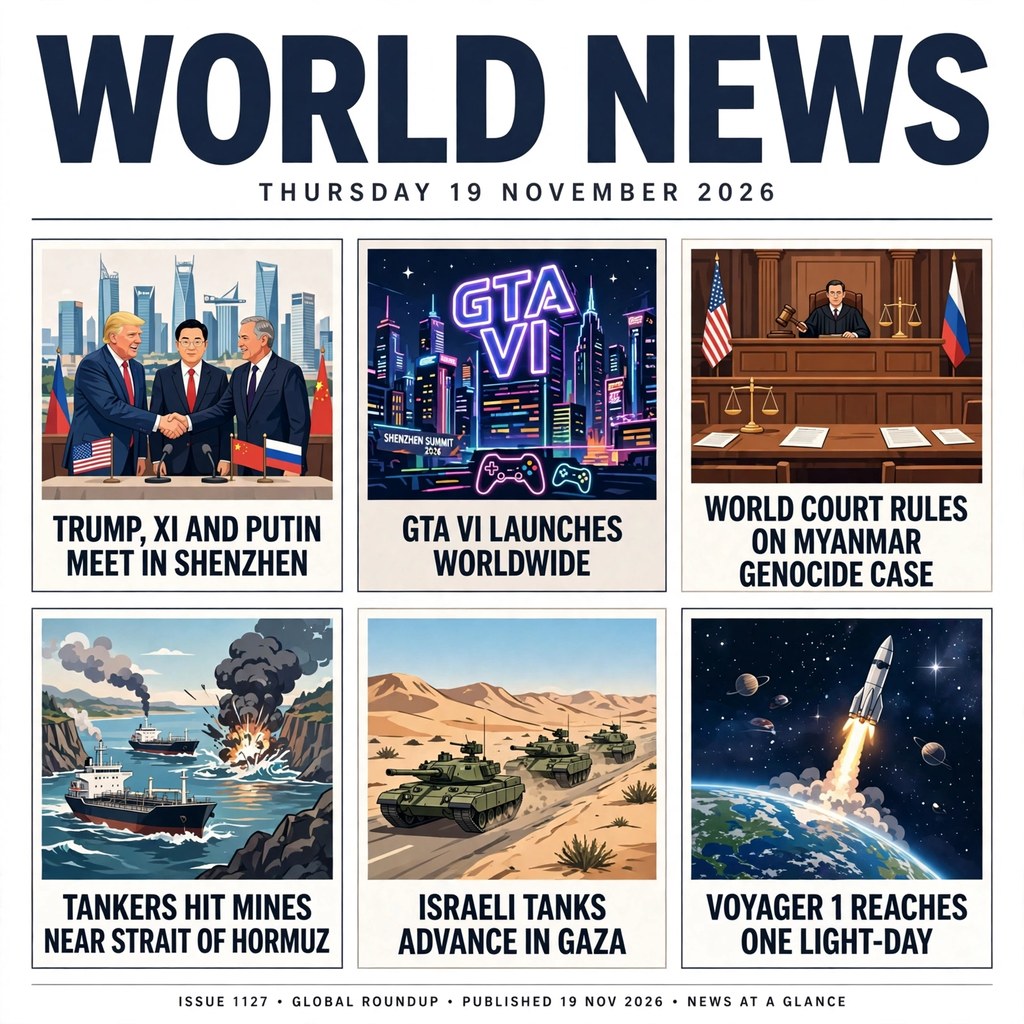 WORLD NEWS
THURSDAY 19 NOVEMBER 2026
TRUMP, XI AND PUTIN
MEET IN SHENZHEN
GTA
VI
SHENZHEN SUMMIT
2026
GTA VI LAUNCHES
WORLDWIDE
WORLD COURT RULES
ON MYANMAR
GENOCIDE CASE
TANKERS HIT MINES
NEAR STRAIT OF HORMUZ
ISRAELI TANKS
ADVANCE IN GAZA
VOYAGER 1 REACHES
ONE LIGHT-DAY
ISSUE 1127 • GLOBAL ROUNDUP • PUBLISHED 19 NOV 2026 • NEWS AT A GLANCE